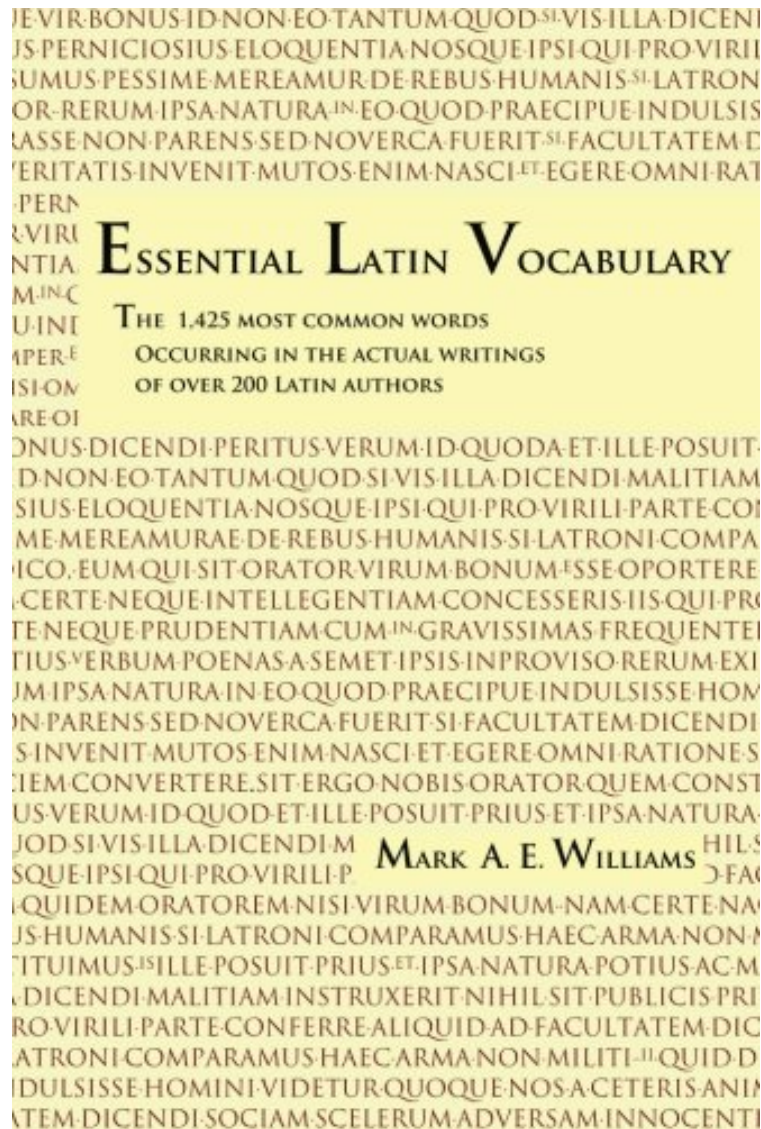 VIR·BONUS·ID·NON·EO·TANTUM·QUOD·SI·VIS·ILLA·DICENI
PERNICIOSIUS·ELOQUENTIA·NOSQUE·IPSI·QUI·PRO·VIRIL
SUMUS·PESSIME·MEREAMUR·DE·REBUS·HUMANIS·SI·LATRON
OR-RERUM·IPSA·NATURA·IN·EO·QUOD·PRAECIPUE·INDULSIS
RASSE·NON·PARENS·SED·NOVERCA·FUERIT·SI·FACULTATEM
VERITATIS·INVENIT·MUTOS·ENIM·NASCI·ET·EGERE·OMNI·RAT
ESSENTIAL LATIN VOCABULARY
THE 1,425 MOST COMMON WORDS
OCCURRING IN THE ACTUAL WRITINGS
OF OVER 200 LATIN AUTHORS
ONUS·DICENDI·PERITUS·VERUM·ID·QUODA·ET·ILLE·POSUIT·
D·NON·EO·TANTUM·QUOD·SI·VIS·ILLA·DICENDI·MALITIAM
SIUS·ELOQUENTIA·NOSQUE·IPSI·QUI·PRO·VIRILI·PARTE·CO
ME·MEREAMURAE·DE·REBUS·HUMANIS·SI·LATRONI·COMPA
ICO,·EUM·QUI·SIT·ORATOR·VIRUM·BONUM·ESSE·OPORTERE
·CERTE·NEQUE·INTELLEGENTIAM·CONCESSERIS·IIS·QUI·PR
TE·NEQUE·PRUDENTIAM·CUM·IN·GRAVISSIMAS·FREQUENTE
TIUS·VERBUM·POENAS·A·SEMET·IPSIS·INPROVISO·RERUM·EXI
UM·IPSA·NATURA·IN·EO·QUOD·PRAECIPUE·INDULSISSE·HOM
N·PARENS·SED·NOVERCA·FUERIT·SI·FACULTATEM·DICENDI
S·INVENIT·MUTOS·ENIM·NASCI·ET·EGERE·OMNI·RATIONE·S
IEM·CONVERTERE.SIT·ERGO·NOBIS·ORATOR·QUEM·CONST
US·VERUM·ID·QUOD·ET·ILLE·POSUIT·PRIUS·ET·IPSA·NATURA·
UOD·SI·VIS·ILLA·DICENDI·M
SQUE·IPSI·QUI·PRO·VIRILI·P
MARK A. E. WILLIAMS
·QUIDEM·ORATOREM·NISI·VIRUM·BONUM·-NAM·CERTE·NA
US·HUMANIS·SI·LATRONI·COMPARAMUS·HAEC·ARMA·NON·
TITUIMUS·IS·ILLE·POSUIT·PRIUS·ET·IPSA·NATURA·POTIUS·AC·M
·DICENDI·MALITIAM·INSTRUXERIT·NIHIL·SIT·PUBLICIS·PRI
RO·VIRILI·PARTE·CONFERRE·ALIQUID·AD·FACULTATEM·DIC
ATRONI·COMPARAMUS·HAEC·ARMA·NON·MILITI·II·QUID·D
DULSISSE·HOMINI·VIDETUR·QUOQUE·NOS·A·CETERIS·ANI
ATEM·DICENDI·SOCIAM·SCELERUM·ADVERSAM·INNOCENTI